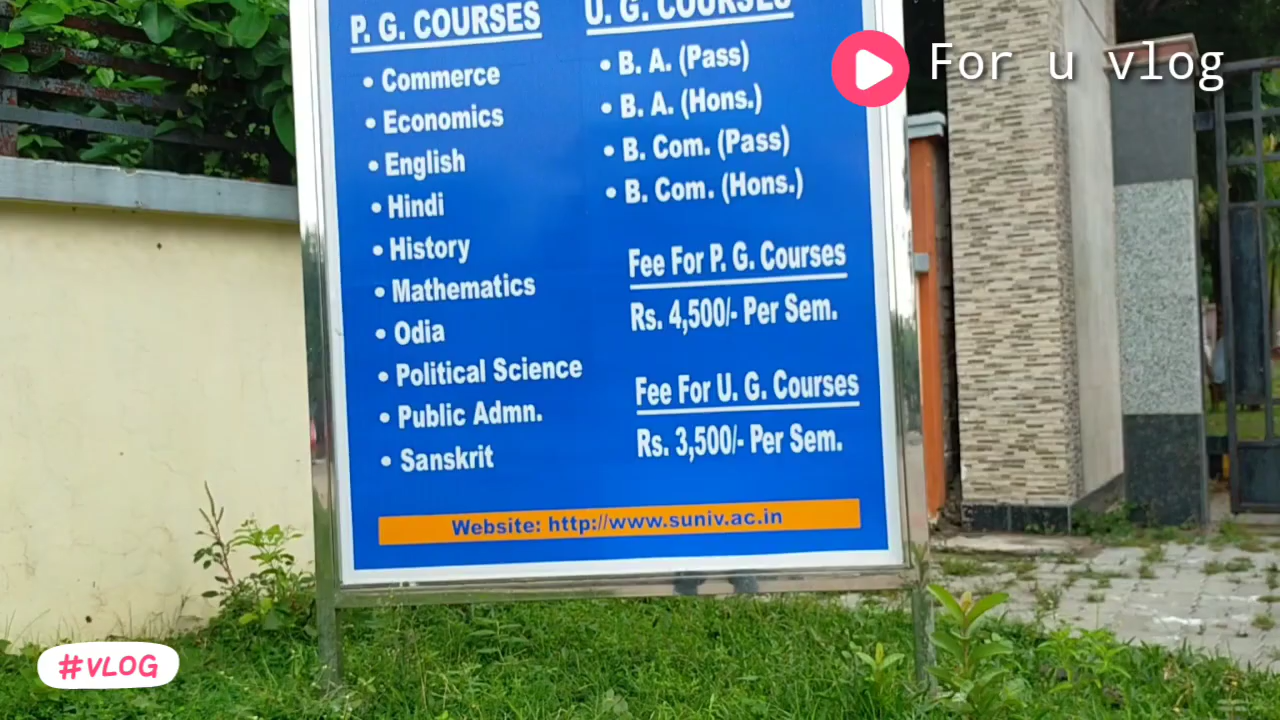 P. G. COURSES
• Commerce
• Economics
• English
• Hindi
• History
• Mathematics
• Odia
• Political Science
• Public Admn.
• Sanskrit
U. G. COURSES
• B. A. (Pass)
• B. A. (Hons.)
• B. Com. (Pass)
• B. Com. (Hons.)
Fee For P. G. Courses
Rs. 4,500/- Per Sem.
Fee For U. G. Courses
Rs. 3,500/- Per Sem.
Website: http://www.suniv.ac.in
For u vlog
#VLOG